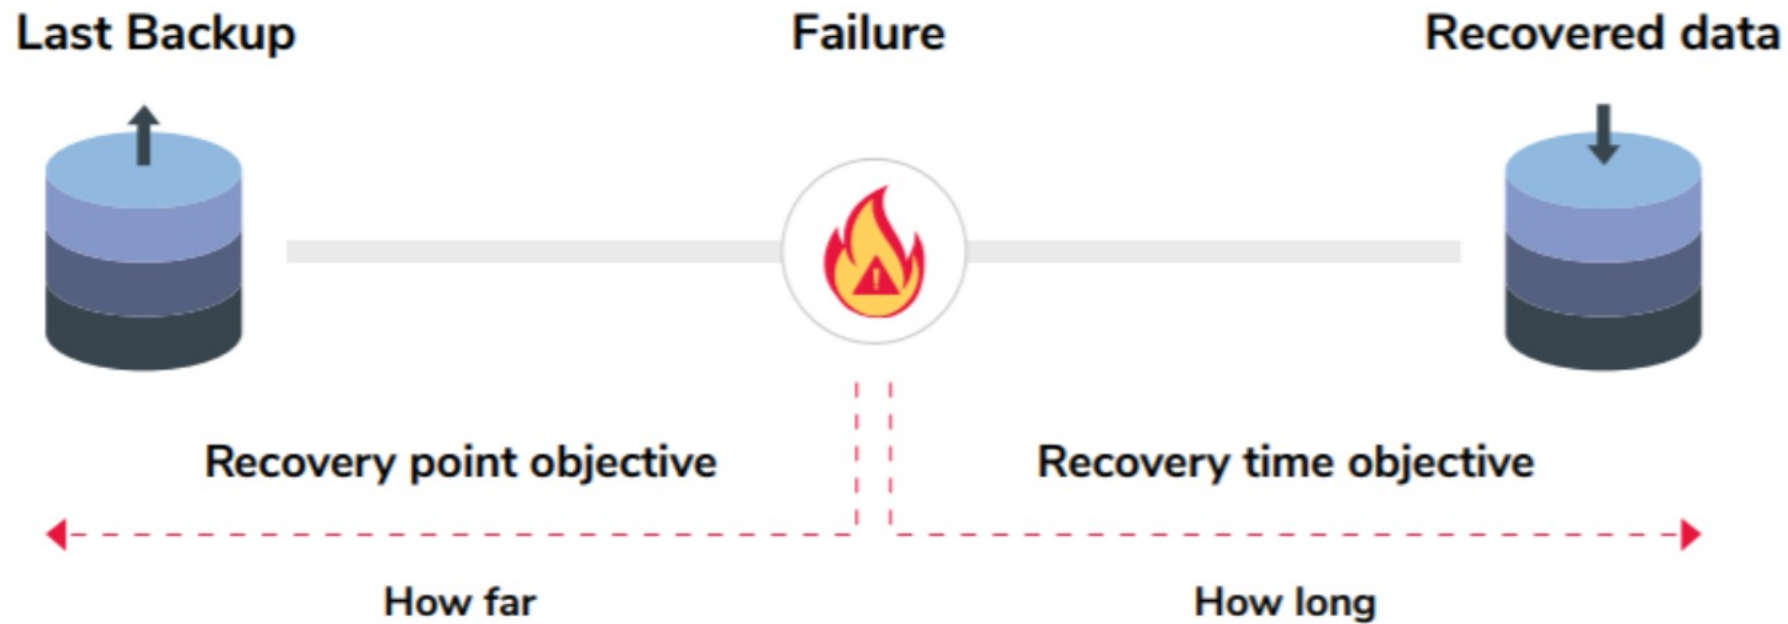 Last Backup
Failure
Recovered data
!
Recovery point objective
Recovery time objective
How far
How long